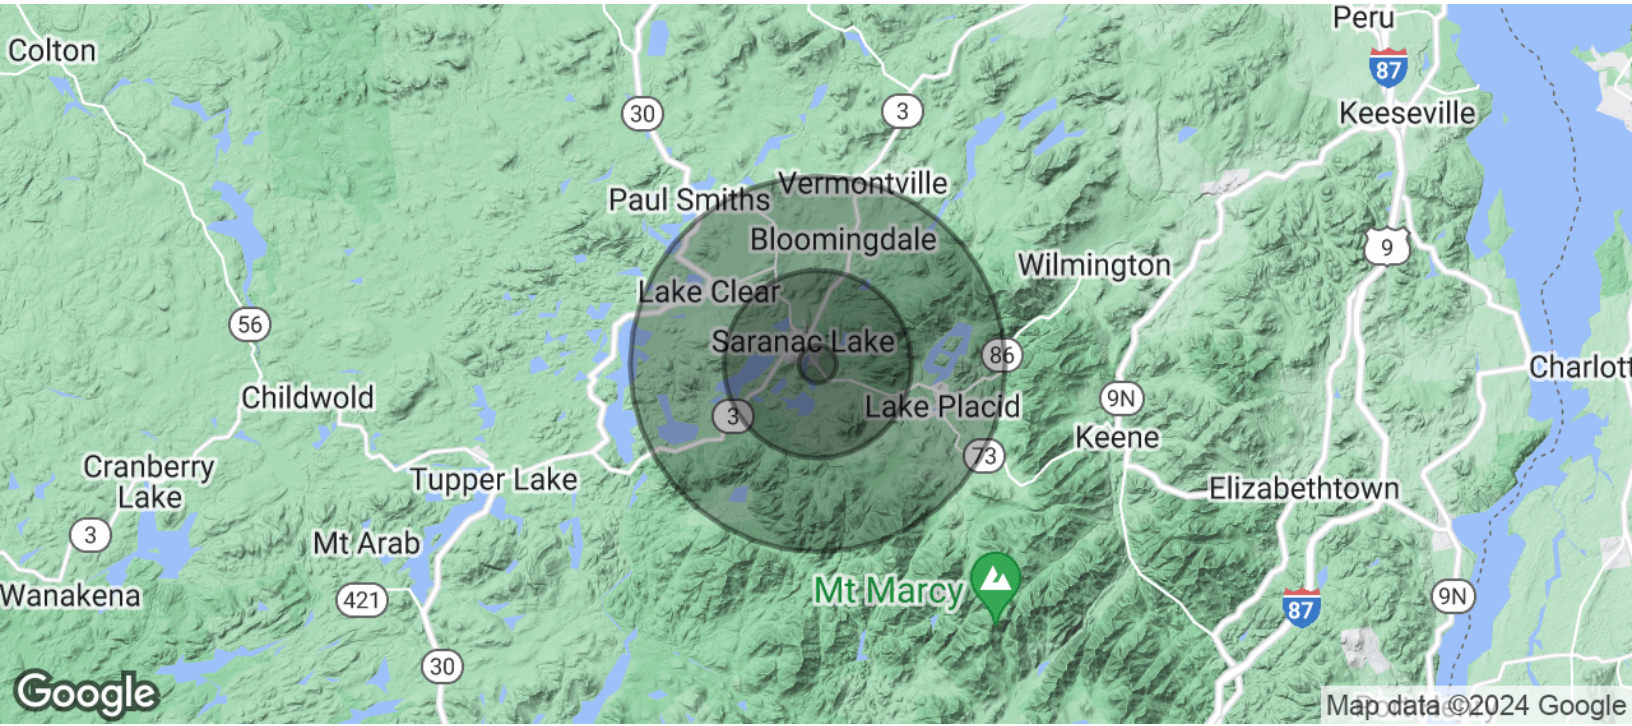 Peru
Colton
87
Keeseville
30
3
Vermontville
Paul Smiths
Bloomingdale
9
Wilmington
Lake Clear
56
Saranac Lake
86
Charlott
Childwold
9N
Lake Placid
3
Keene
73
Cranberry
Lake
Tupper Lake
Elizabethtown
3
Mt Arab
Mt Marcy
Wanakena
421
87
9N
30
Google
Map data ©2024 Google